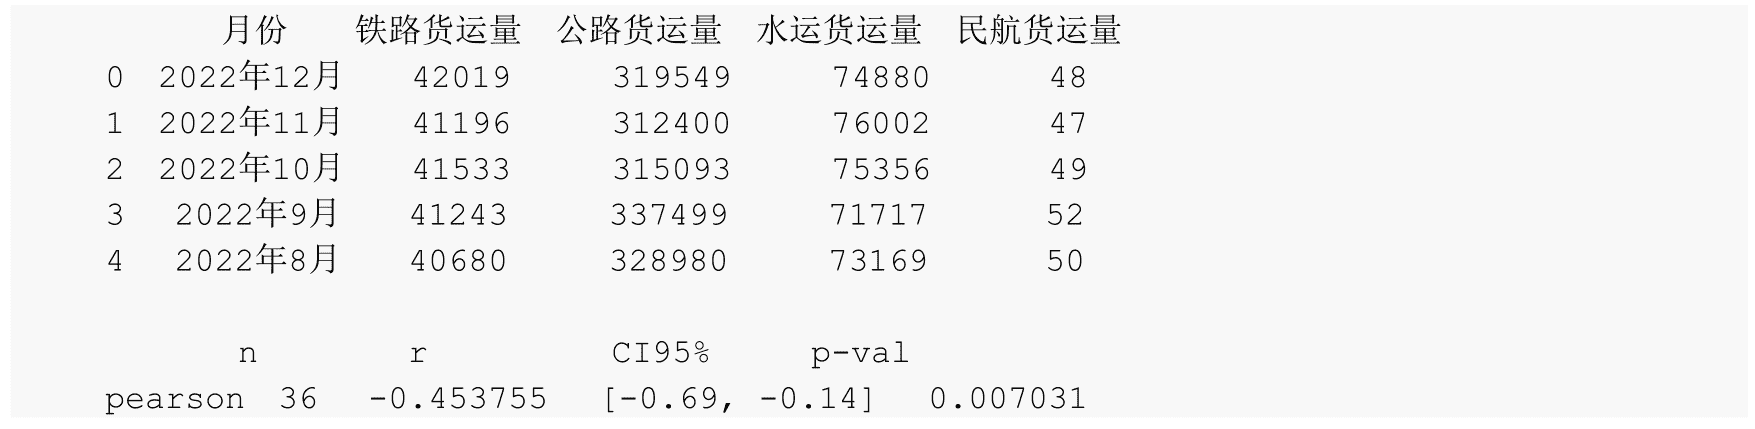 月份 铁路货运量 公路货运量 水运货运量 民航货运量
0 2022年12月 42019 319549 74880 48
1 2022年11月 41196 312400 76002 47
2 2022年10月 41533 315093 75356 49
3 2022年9月 41243 337499 71717 52
4 2022年8月 40680 328980 73169 50
n r CI95% p-val
pearson 36 -0.453755 [-0.69, -0.14] 0.007031